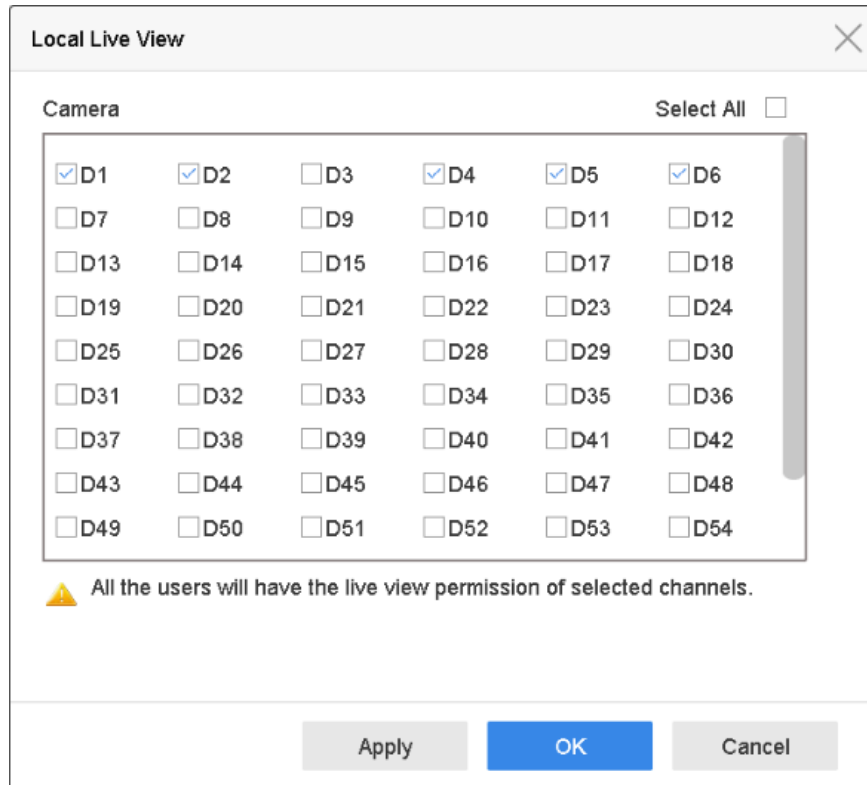 Local Live View
Camera Select All
D1 D2 D3 D4 D5 D6
D7 D8 D9 D10 D11 D12
D13 D14 D15 D16 D17 D18
D19 D20 D21 D22 D23 D24
D25 D26 D27 D28 D29 D30
D31 D32 D33 D34 D35 D36
D37 D38 D39 D40 D41 D42
D43 D44 D45 D46 D47 D48
D49 D50 D51 D52 D53 D54
All the users will have the live view permission of selected channels.
Apply OK Cancel